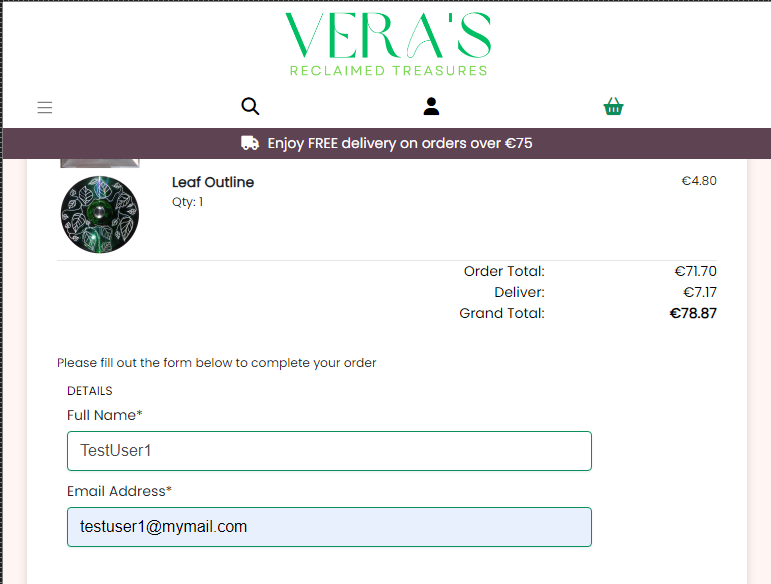 VERA'S
RECLAIMED TREASURES
Enjoy FREE delivery on orders over €75
Leaf Outline €4.80
Qty: 1
Order Total: €71.70
Deliver: €7.17
Grand Total: €78.87
Please fill out the form below to complete your order
DETAILS
Full Name*
TestUser1
Email Address*
testuser1@mymail.com